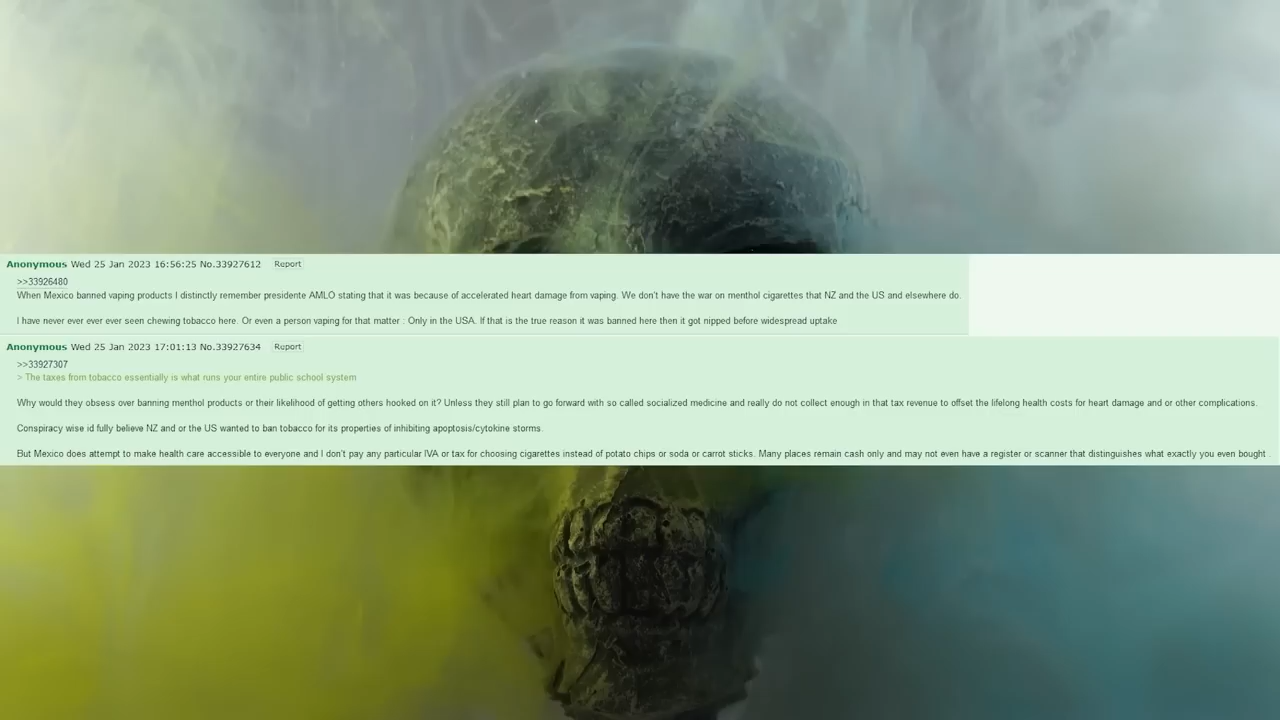 Anonymous Wed 25 Jan 2023 16:56:25 No.33927612 Report
>>33926480
When Mexico banned vaping products I distinctly remember presidente AMLO stating that it was because of accelerated heart damage from vaping. We don't have the war on menthol cigarettes that NZ and the US and elsewhere do.
I have never ever ever ever seen chewing tobacco here. Or even a person vaping for that matter : Only in the USA. If that is the true reason it was banned here then it got nipped before widespread uptake
Anonymous Wed 25 Jan 2023 17:01:13 No.33927634 Report
>>33927307
> The taxes from tobacco essentially is what runs your entire public school system
Why would they obsess over banning menthol products or their likelihood of getting others hooked on it? Unless they still plan to go forward with so called socialized medicine and really do not collect enough in that tax revenue to offset the lifelong health costs for heart damage and or other complications.
Conspiracy wise id fully believe NZ and or the US wanted to ban tobacco for its properties of inhibiting apoptosis/cytokine storms.
But Mexico does attempt to make health care accessible to everyone and I don't pay any particular IVA or tax for choosing cigarettes instead of potato chips or soda or carrot sticks. Many places remain cash only and may not even have a register or scanner that distinguishes what exactly you even bought .